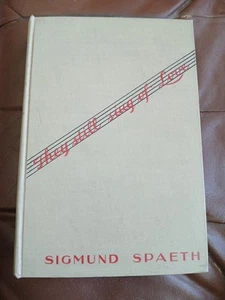 They still sing of Love
SIGMUND SPAETH